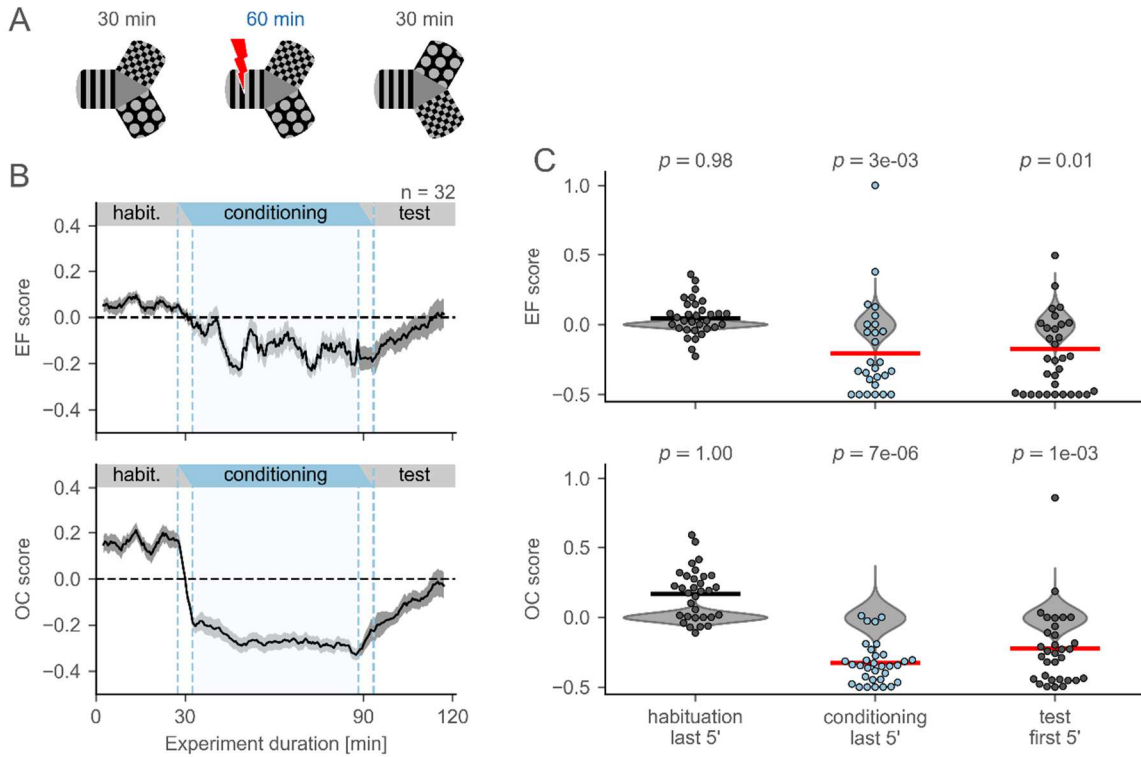 A
30 min 60 min 30 min
B
n = 32
habit. conditioning test
0.4
0.2
0.0
−0.2
−0.4
EF score
habit. conditioning test
0.4
0.2
0.0
−0.2
−0.4
OC score
0 30 90 120
Experiment duration [min]
C
p = 0.98 p = 3e-03 p = 0.01
1.0
0.5
0.0
−0.5
EF score
p = 1.00 p = 7e-06 p = 1e-03
1.0
0.5
0.0
−0.5
OC score
habituation conditioning test
last 5' last 5' first 5'